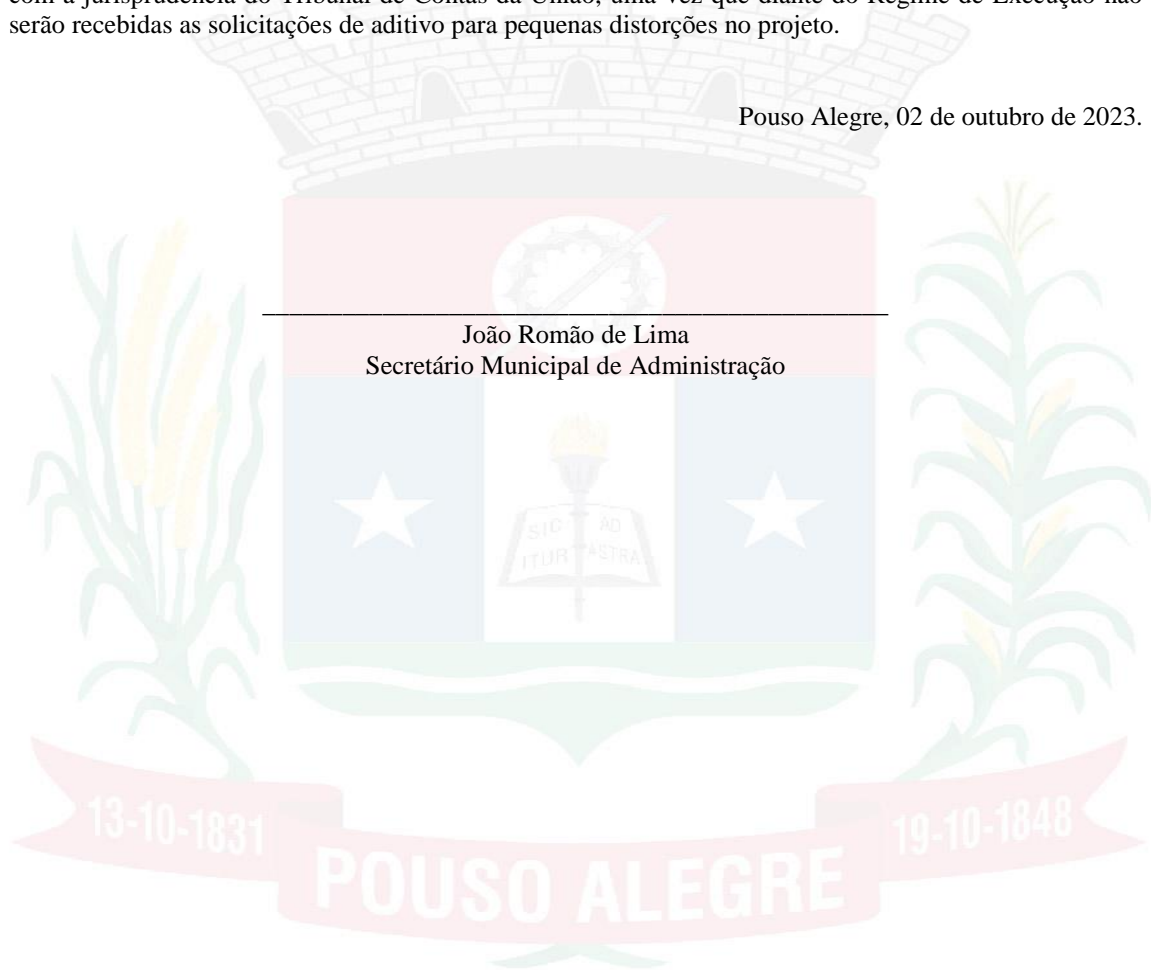 com a jurisprudência do Tribunal de Contas da União, uma vez que diante do Regime de Execução não
serão recebidas as solicitações de aditivo para pequenas distorções no projeto.
Pouso Alegre, 02 de outubro de 2023.
João Romão de Lima
Secretário Municipal de Administração
SIC AD
ITUR ASTRA
13-10-1831
19-10-1848
POUSO ALEGRE